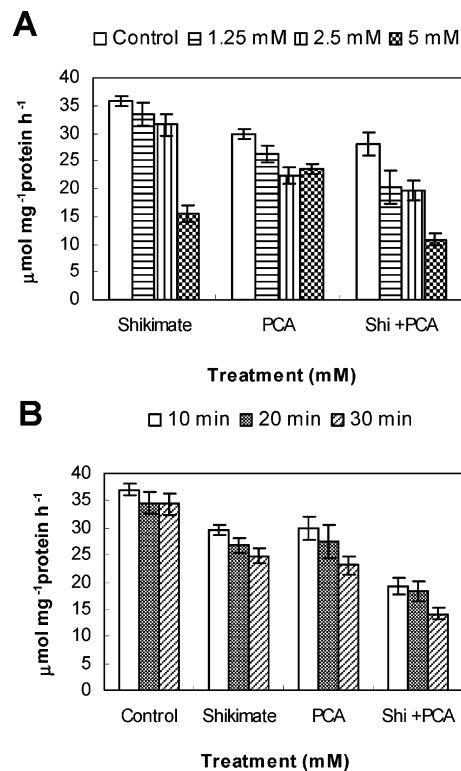 A
Control 1.25 mM 2.5 mM 5 mM
40
35
30
25
20
15
10
5
0
μmol mg ⁻¹protein h⁻¹
Shikimate PCA Shi +PCA
Treatment (mM)
B
10 min 20 min 30 min
40
35
30
25
20
15
10
5
0
μmol mg ⁻¹protein h⁻¹
Control Shikimate PCA Shi +PCA
Treatment (mM)